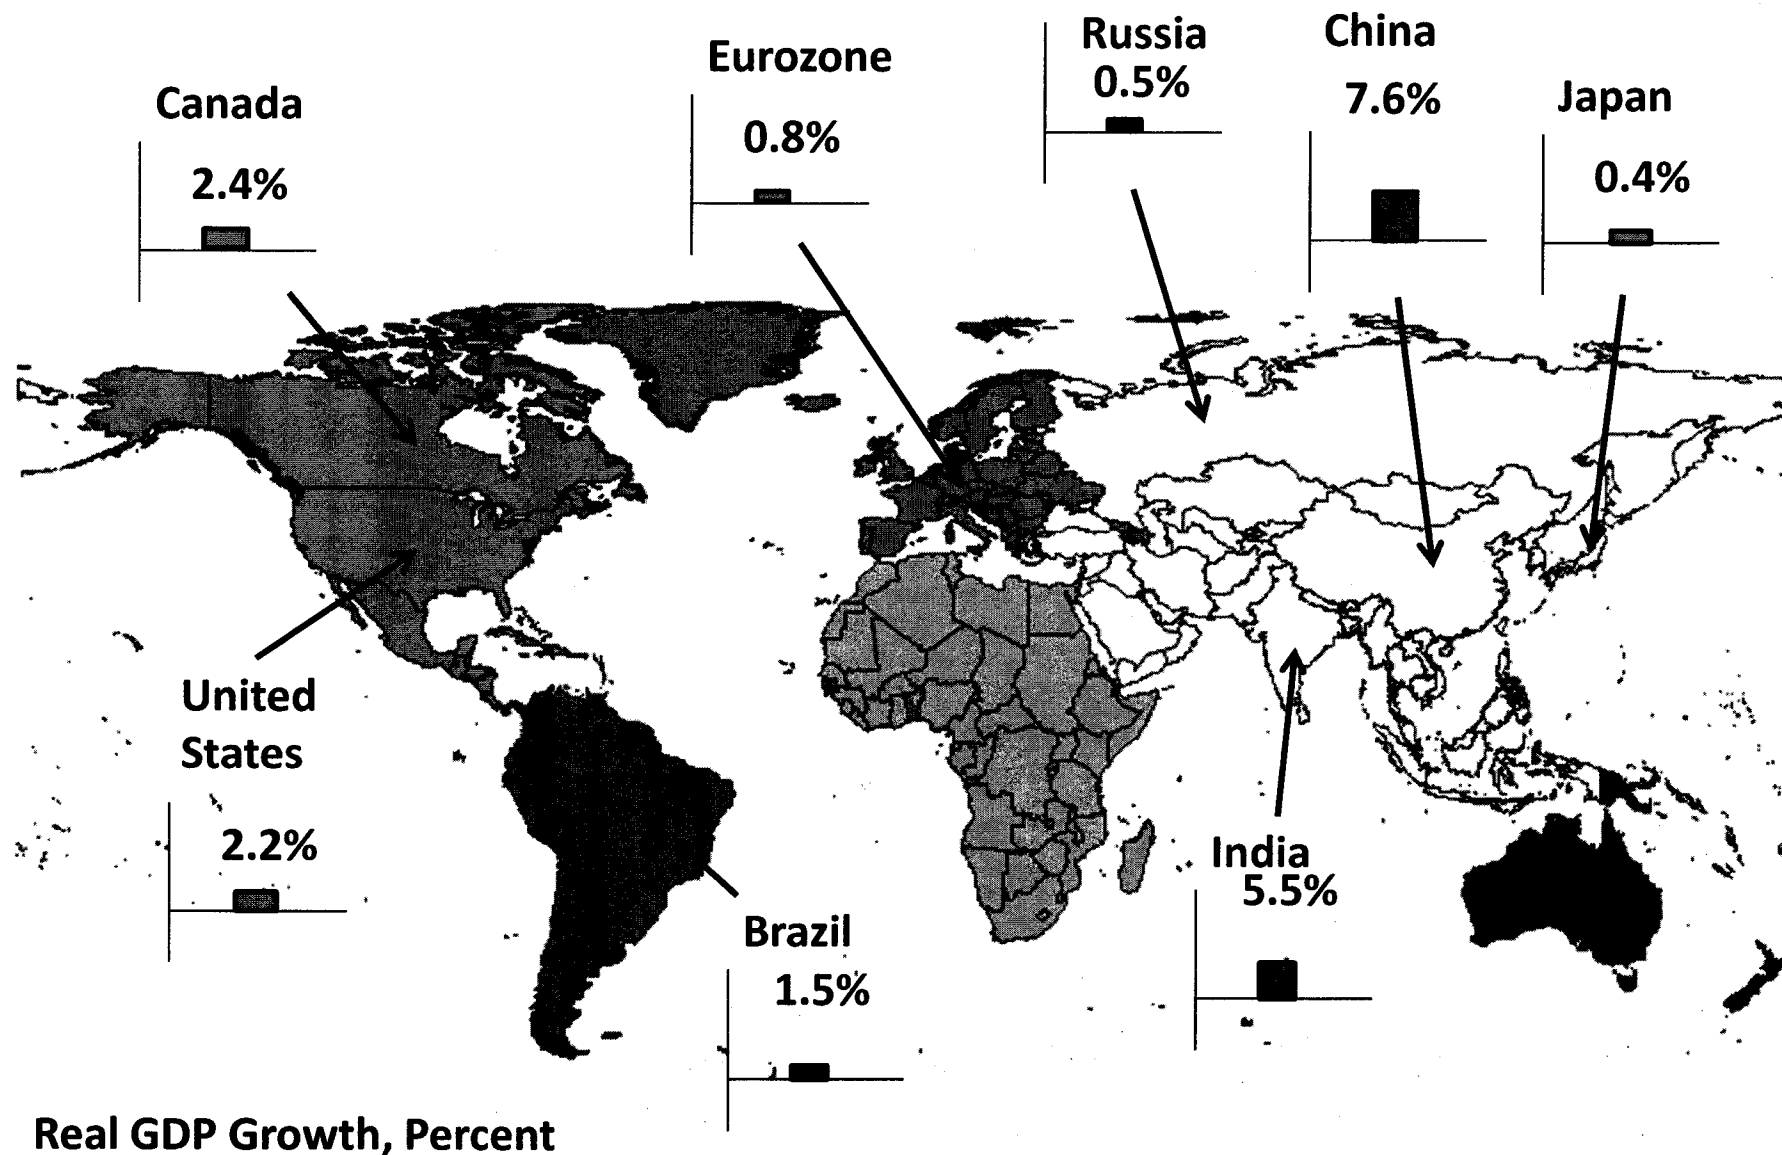 Canada
2.4%
Eurozone
0.8%
Russia
0.5%
China
7.6%
Japan
0.4%
United
States
2.2%
Brazil
1.5%
India
5.5%
Real GDP Growth, Percent